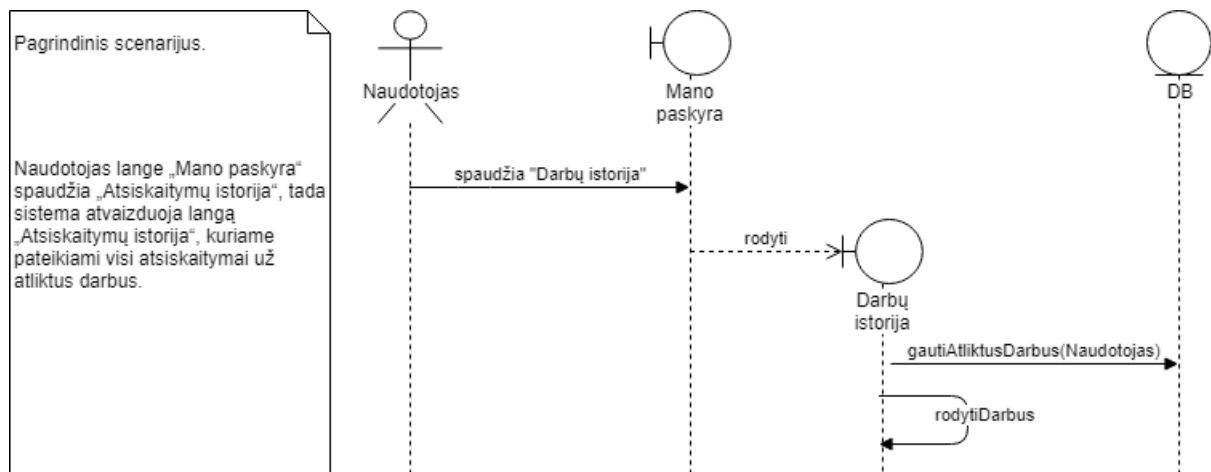 Pagrindinis scenarijus.
Naudotojas lange „Mano paskyra“
spaudžia „Atsiskaitymų istorija“, tada
sistema atvaizduoja langą
„Atsiskaitymų istorija“, kuriame
pateikiami visi atsiskaitymai už
atliktus darbus.
Naudotojas
Mano
paskyra
DB
spaudžia "Darbų istorija"
rodyti
Darbų
istorija
gautiAtliktusDarbus(Naudotojas)
rodytiDarbus